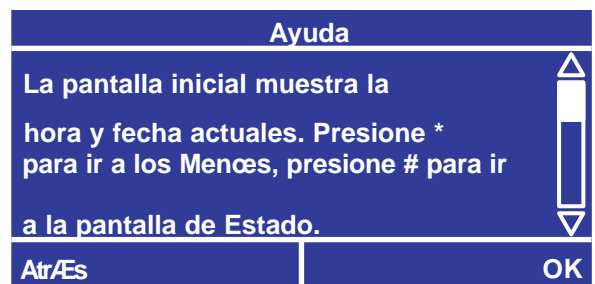 Ayuda
La pantalla inicial muestra la
hora y fecha actuales. Presione *
para ir a los Menœs, presione # para ir
a la pantalla de Estado.
AtrÆs
OK